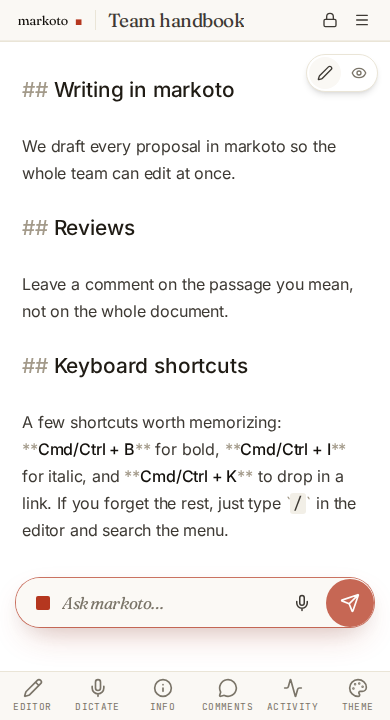 markoto
Team handbook
## Writing in markoto
We draft every proposal in markoto so the
whole team can edit at once.
## Reviews
Leave a comment on the passage you mean,
not on the whole document.
## Keyboard shortcuts
A few shortcuts worth memorizing:
**Cmd/Ctrl + B** for bold, **Cmd/Ctrl + I**
for italic, and **Cmd/Ctrl + K** to drop in a
link. If you forget the rest, just type `/` in the
editor and search the menu.
Ask markoto...
EDITOR DICTATE INFO COMMENTS ACTIVITY THEME